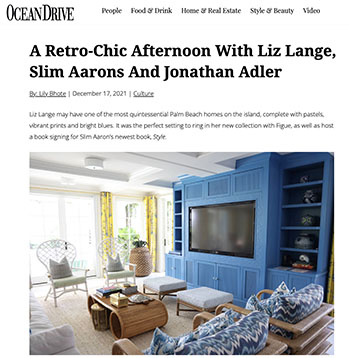 OCEANDRIVE
People Food & Drink Home & Real Estate Style & Beauty Video
A Retro-Chic Afternoon With Liz Lange,
Slim Aarons And Jonathan Adler
By: Lily Bhote | December 17, 2021 | Culture
Liz Lange may have one of the most quintessential Palm Beach homes on the island, complete with pastels,
vibrant prints and bright blues. It was the perfect setting to ring in her new collection with Figue, as well as host
a book signing for Slim Aaron's newest book, Style.